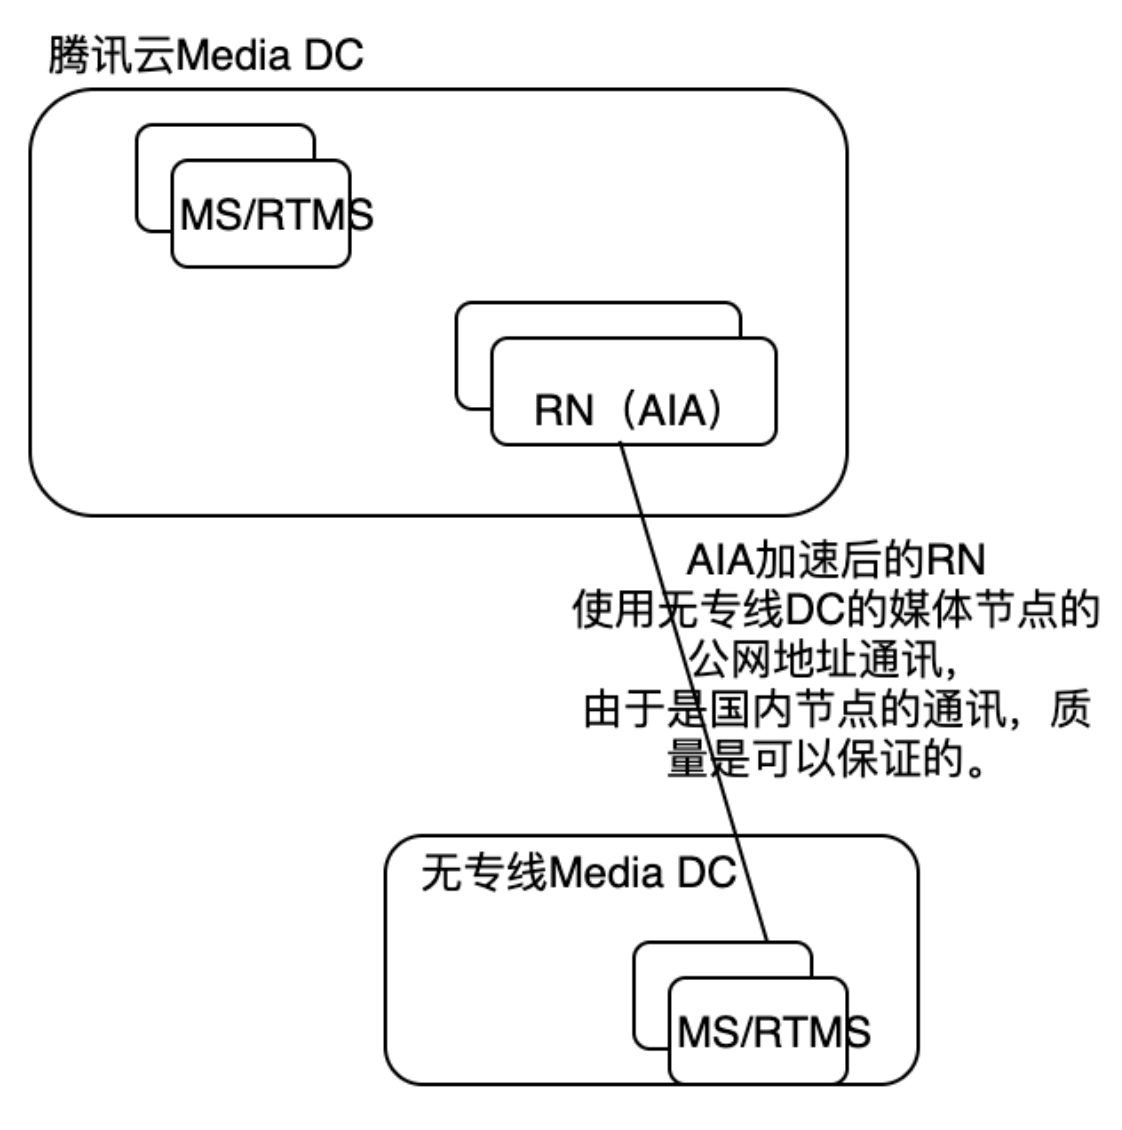 腾讯云Media DC
MS/RTMS
RN（AIA）
AIA加速后的RN
使用无专线DC的媒体节点的
公网地址通讯，
由于是国内节点的通讯，质
量是可以保证的。
无专线Media DC
MS/RTMS